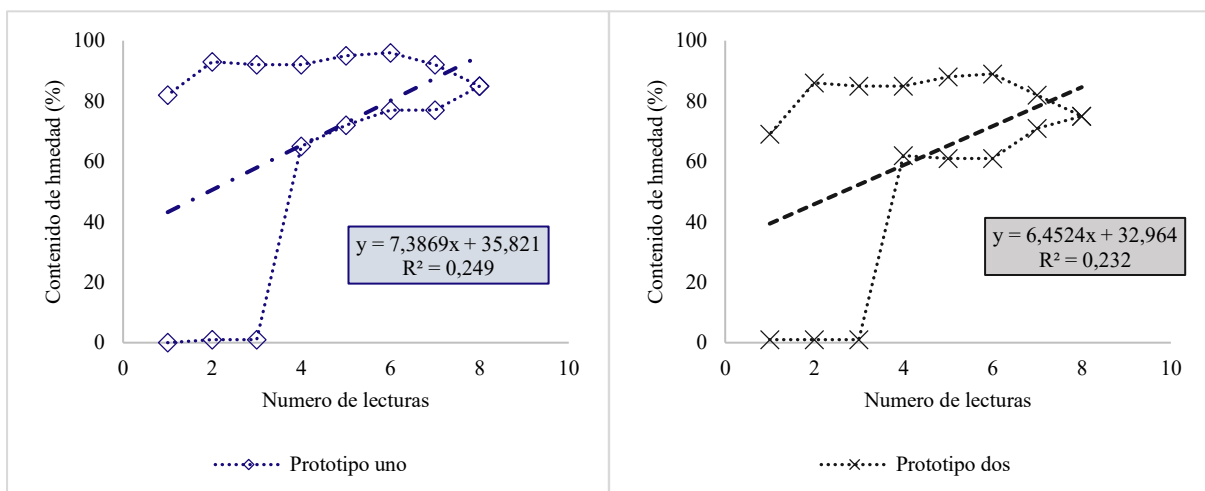 100
80
60
40
20
0
Contenido de hmedad (%)
y = 7,3869x + 35,821
R² = 0,249
0 2 4 6 8 10
Numero de lecturas
Prototipo uno
100
80
60
40
20
0
Contenido de hmedad (%)
y = 6,4524x + 32,964
R² = 0,232
0 2 4 6 8 10
Numero de lecturas
Prototipo dos